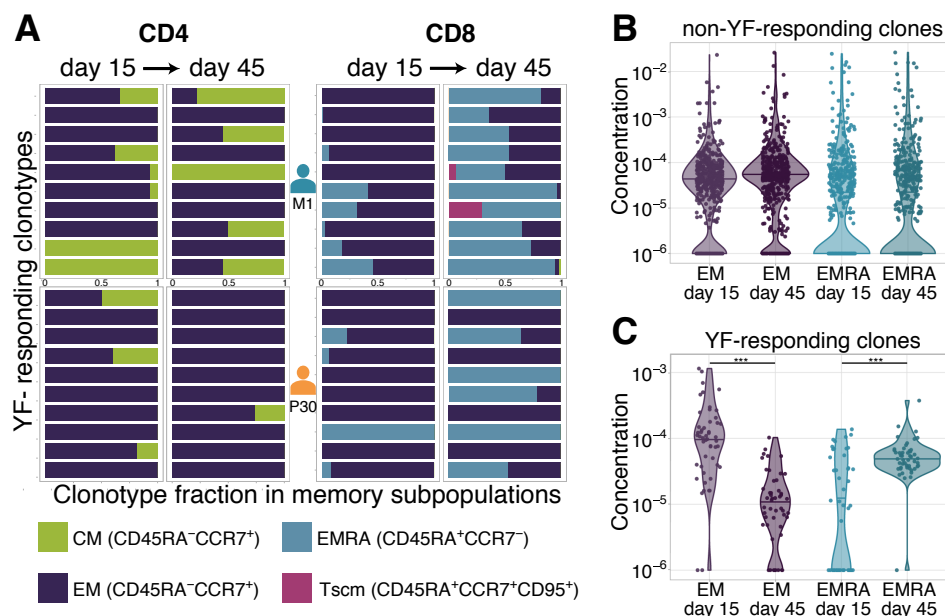 A
CD4
CD8
day 15 → day 45
day 15 → day 45
YF- responding clonotypes
M1
0 0.5 1
0 0.5 1
0 0.5 1
0 0.5 1
P30
Clonotype fraction in memory subpopulations
CM (CD45RA⁻CCR7⁺)
EMRA (CD45RA⁺CCR7⁻)
EM (CD45RA⁻CCR7⁺)
Tscm (CD45RA⁺CCR7⁺CD95⁺)
B
non-YF-responding clones
Concentration
10⁻²
10⁻³
10⁻⁴
10⁻⁵
10⁻⁶
EM day 15
EM day 45
EMRA day 15
EMRA day 45
C
YF-responding clones
*** ***
Concentration
10⁻³
10⁻⁴
10⁻⁵
10⁻⁶
EM day 15
EM day 45
EMRA day 15
EMRA day 45